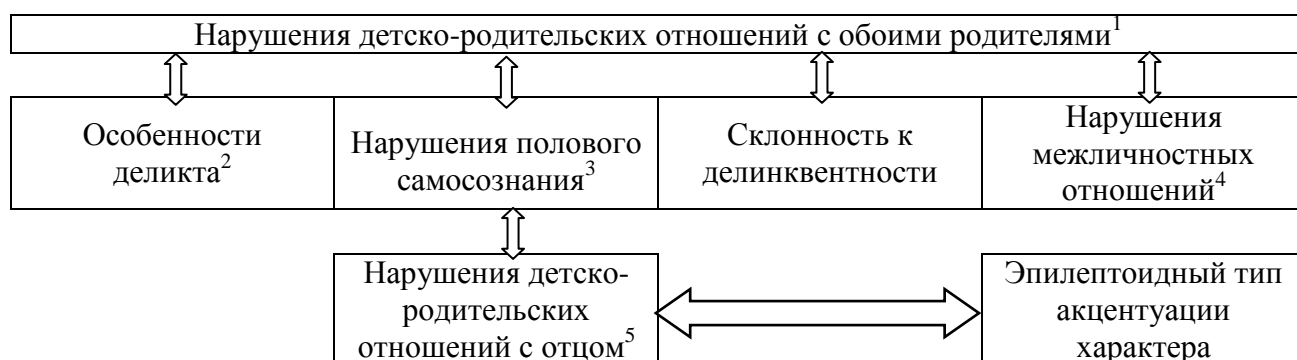 Нарушения детско-родительских отношений с обоими родителями¹
Особенности
деликта²
Нарушения полового
самосознания³
Склонность к
делинквентности
Нарушения
межличностных
отношений⁴
Нарушения детско-
родительских
отношений с отцом⁵
Эпилептоидный тип
акцентуации
характера